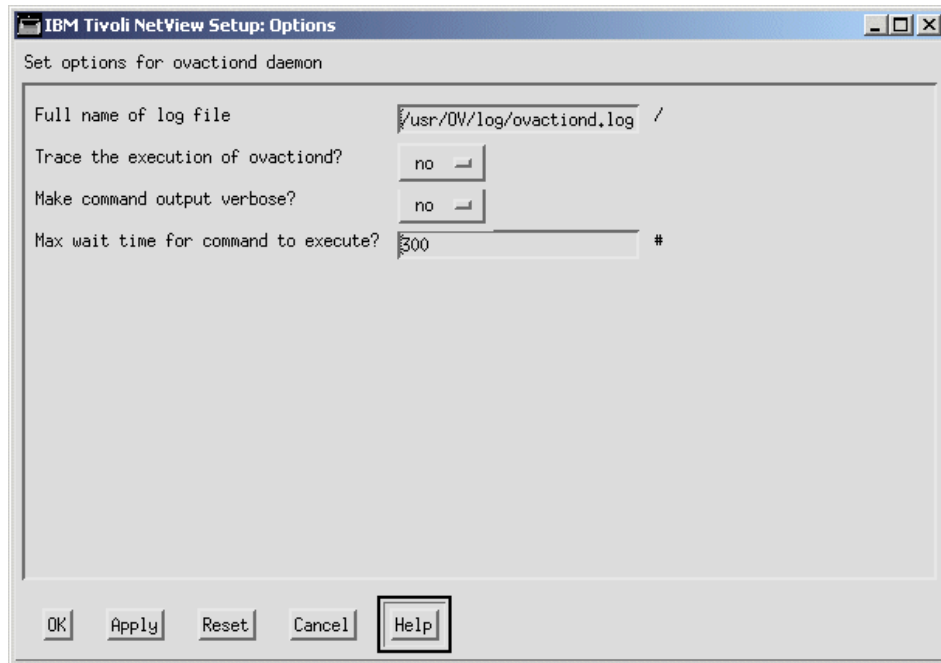 IBM Tivoli NetView Setup: Options
Set options for ovactiond daemon
Full name of log file /usr/OV/log/ovactiond.log /
Trace the execution of ovactiond? no
Make command output verbose? no
Max wait time for command to execute? 300 #
OK Apply Reset Cancel Help